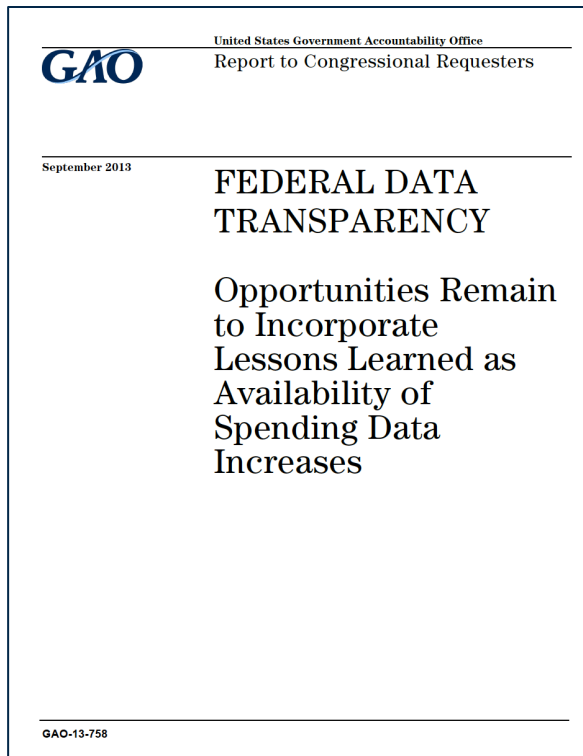 United States Government Accountability Office
GAO
Report to Congressional Requesters
September 2013
FEDERAL DATA
TRANSPARENCY
Opportunities Remain
to Incorporate
Lessons Learned as
Availability of
Spending Data
Increases
GAO-13-758